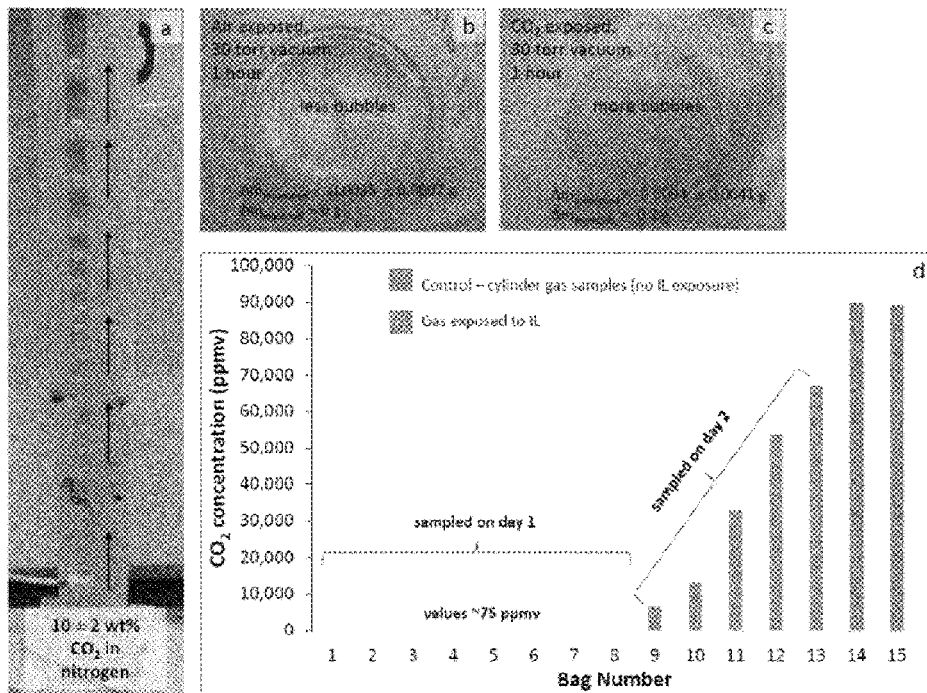 a
10 ± 2 wt%
CO₂ in
nitrogen
Air exposed,
30 torr vacuum
1 hour
b
less bubbles
CO₂ exposed,
30 torr vacuum
1 hour
c
more bubbles
d
CO₂ concentration (ppmv)
100,000
90,000
80,000
70,000
60,000
50,000
40,000
30,000
20,000
10,000
0
Control – cylinder gas samples (no IL exposure)
Gas exposed to IL
sampled on day 1
values ~75 ppmv
sampled on day 2
1 2 3 4 5 6 7 8 9 10 11 12 13 14 15
Bag Number